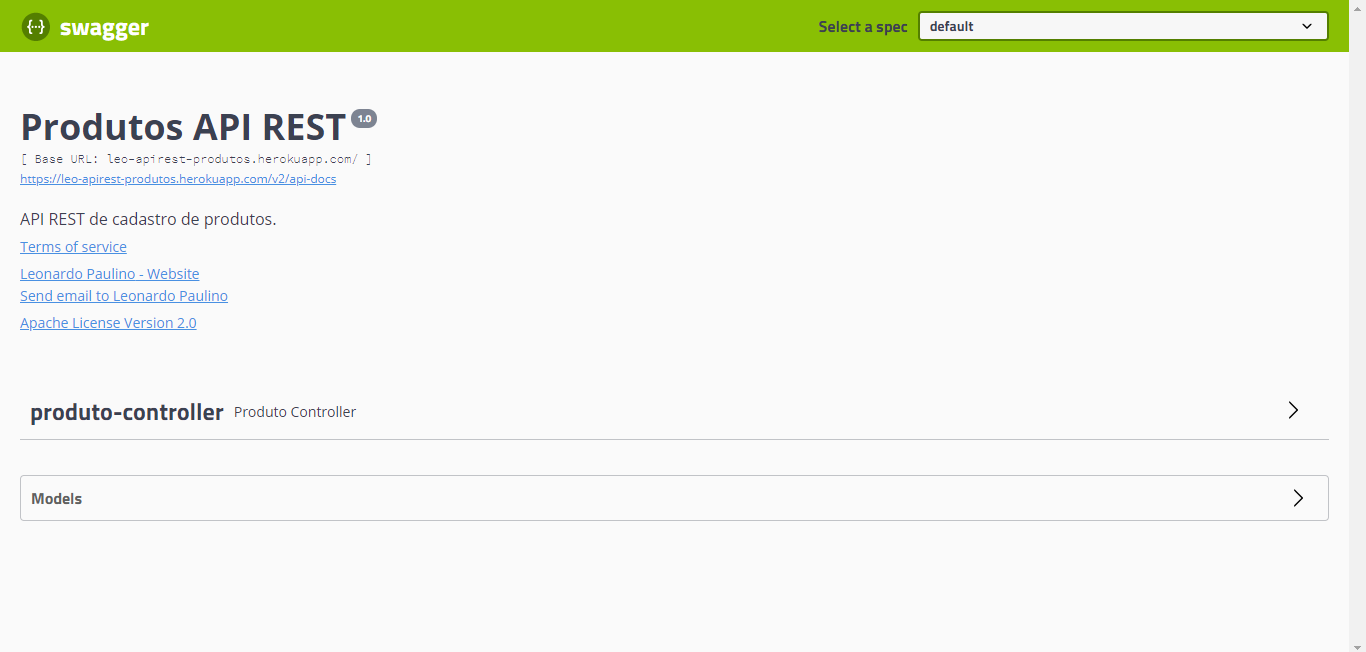 {···} swagger
Select a spec default
Produtos API REST 1.0
[ Base URL: leo-apirest-produtos.herokuapp.com/ ]
https://leo-apirest-produtos.herokuapp.com/v2/api-docs
API REST de cadastro de produtos.
Terms of service
Leonardo Paulino - Website
Send email to Leonardo Paulino
Apache License Version 2.0
produto-controller Produto Controller
Models